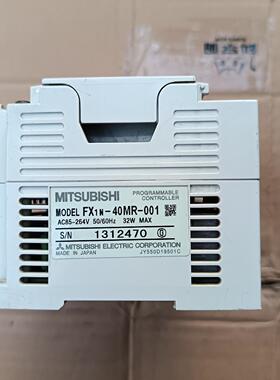 MITSUBISHI PROGRAMMABLE CONTROLLER
MODEL FX1N-40MR-001
AC85-264V 50/60Hz 32W MAX
S/N 1312470 G
MITSUBISHI ELECTRIC CORPORATION
MADE IN JAPAN JY550D19501C